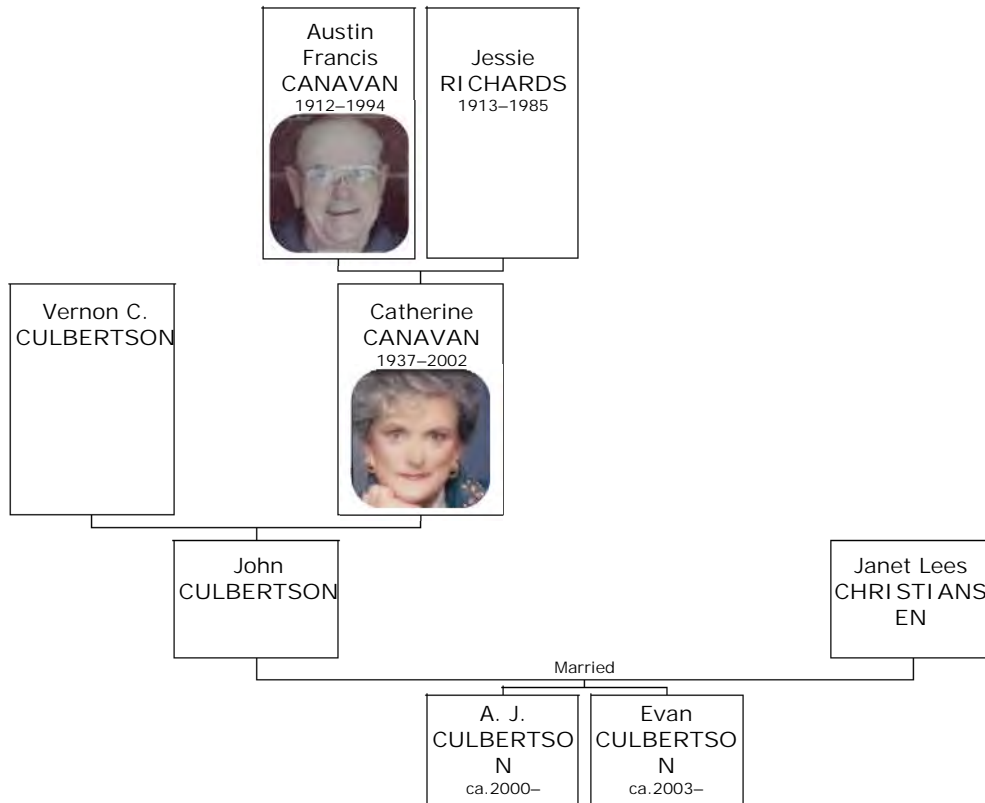 Austin
Francis
CANAVAN
1912–1994
Jessie
RICHARDS
1913–1985
Vernon C.
CULBERTSON
Catherine
CANAVAN
1937–2002
John
CULBERTSON
Janet Lees
CHRISTIANS
EN
Married
A. J.
CULBERTSO
N
ca.2000–
Evan
CULBERTSO
N
ca.2003–